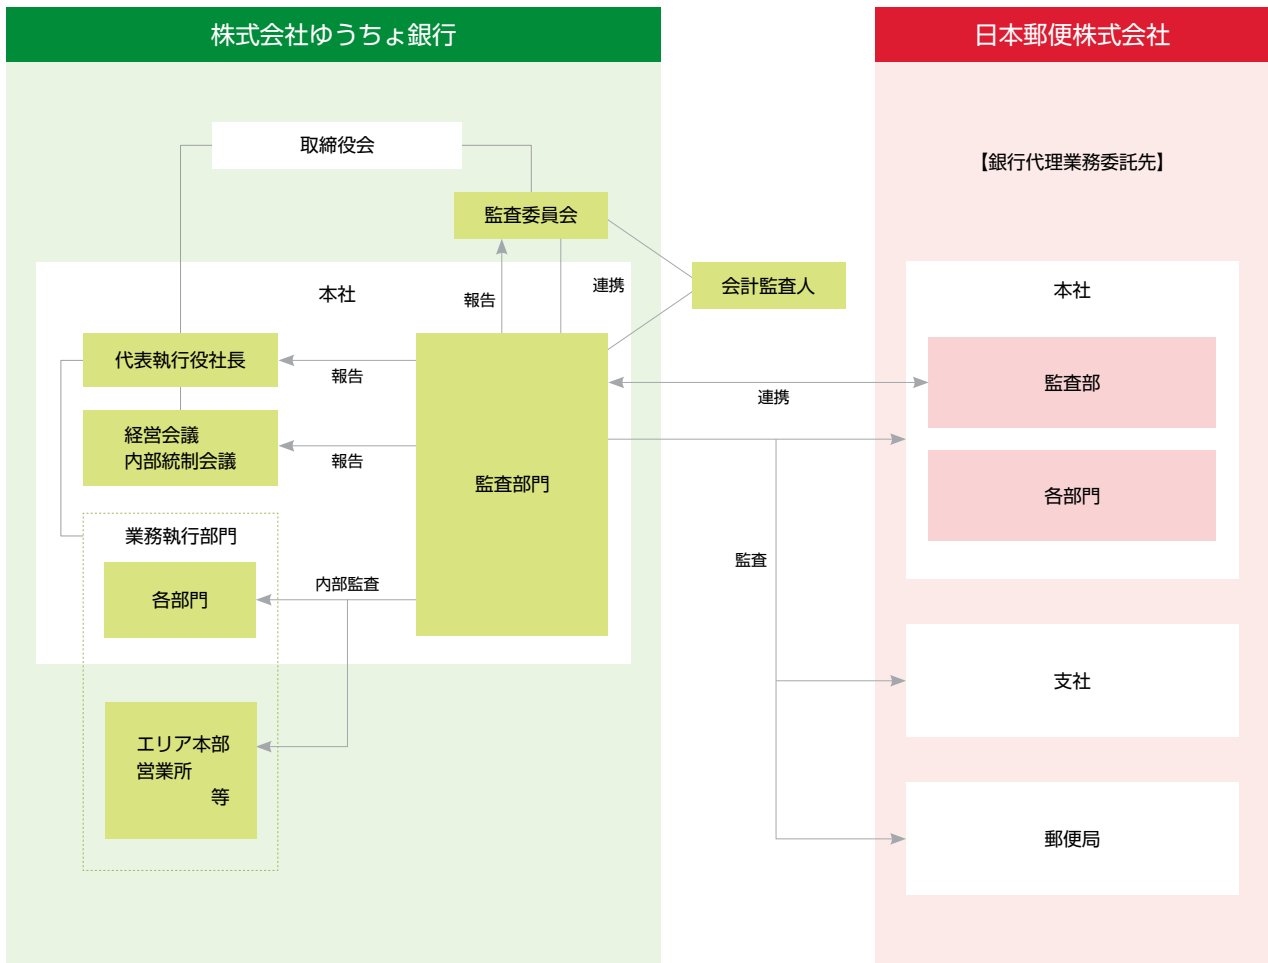 株式会社ゆうちょ銀行
取締役会
監査委員会
会計監査人
連携
報告
本社
代表執行役社長
報告
経営会議
内部統制会議
報告
監査部門
業務執行部門
各部門
内部監査
エリア本部
営業所
等
連携
監査
日本郵便株式会社
【銀行代理業務委託先】
本社
監査部
各部門
支社
郵便局